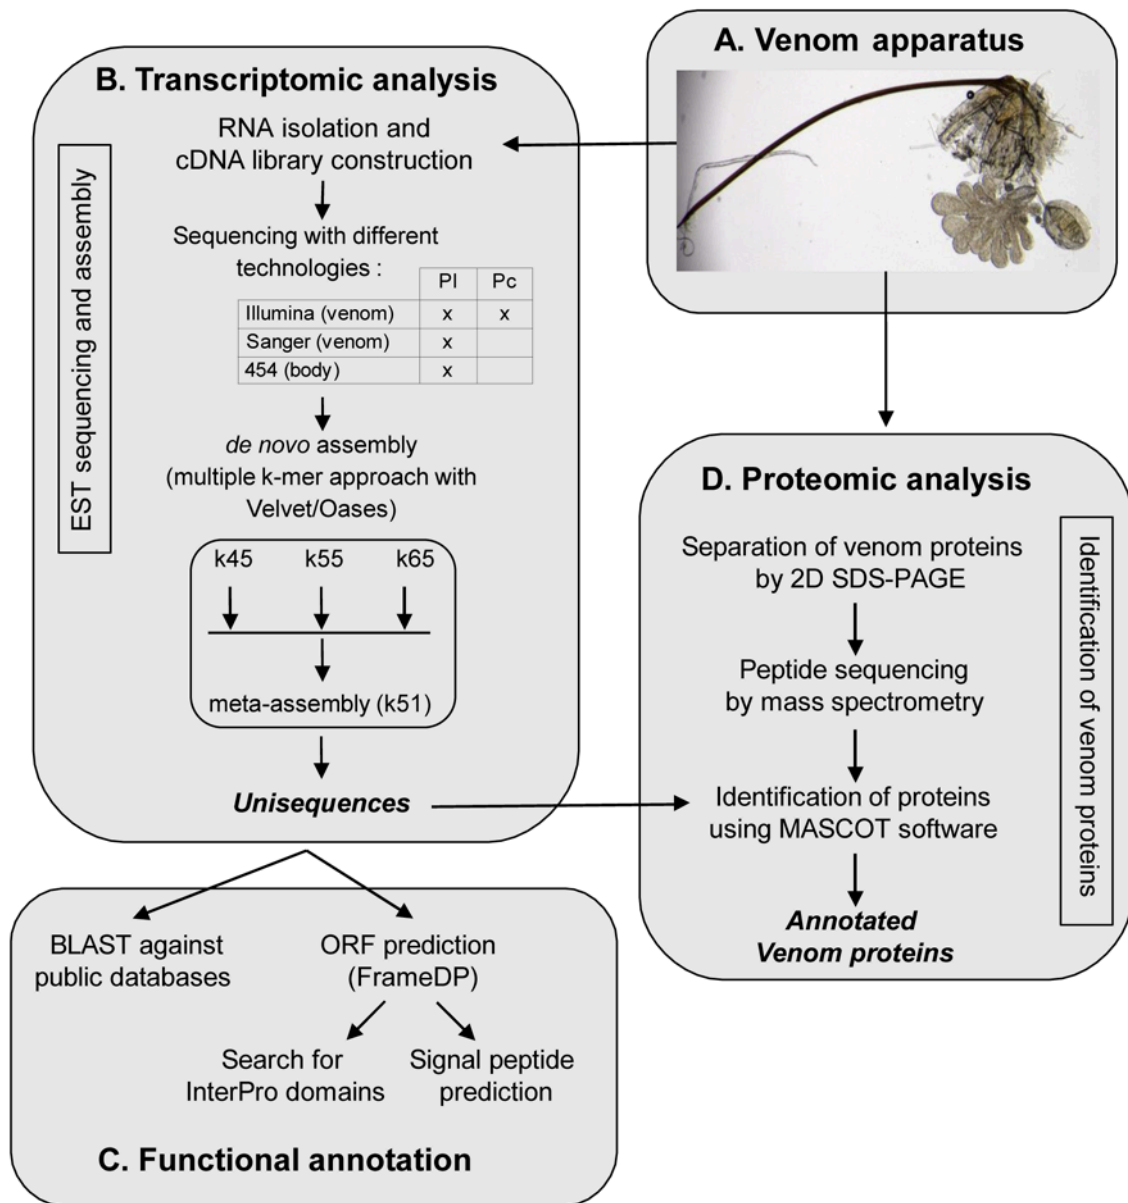 A. Venom apparatus
B. Transcriptomic analysis
EST sequencing and assembly
RNA isolation and
cDNA library construction
Sequencing with different
technologies :
Pl Pc
Illumina (venom) x x
Sanger (venom) x
454 (body) x
de novo assembly
(multiple k-mer approach with
Velvet/Oases)
k45 k55 k65
meta-assembly (k51)
Unisequences
D. Proteomic analysis
Separation of venom proteins
by 2D SDS-PAGE
Peptide sequencing
by mass spectrometry
Identification of proteins
using MASCOT software
Annotated
Venom proteins
Identification of venom proteins
BLAST against
public databases
ORF prediction
(FrameDP)
Search for
InterPro domains
Signal peptide
prediction
C. Functional annotation